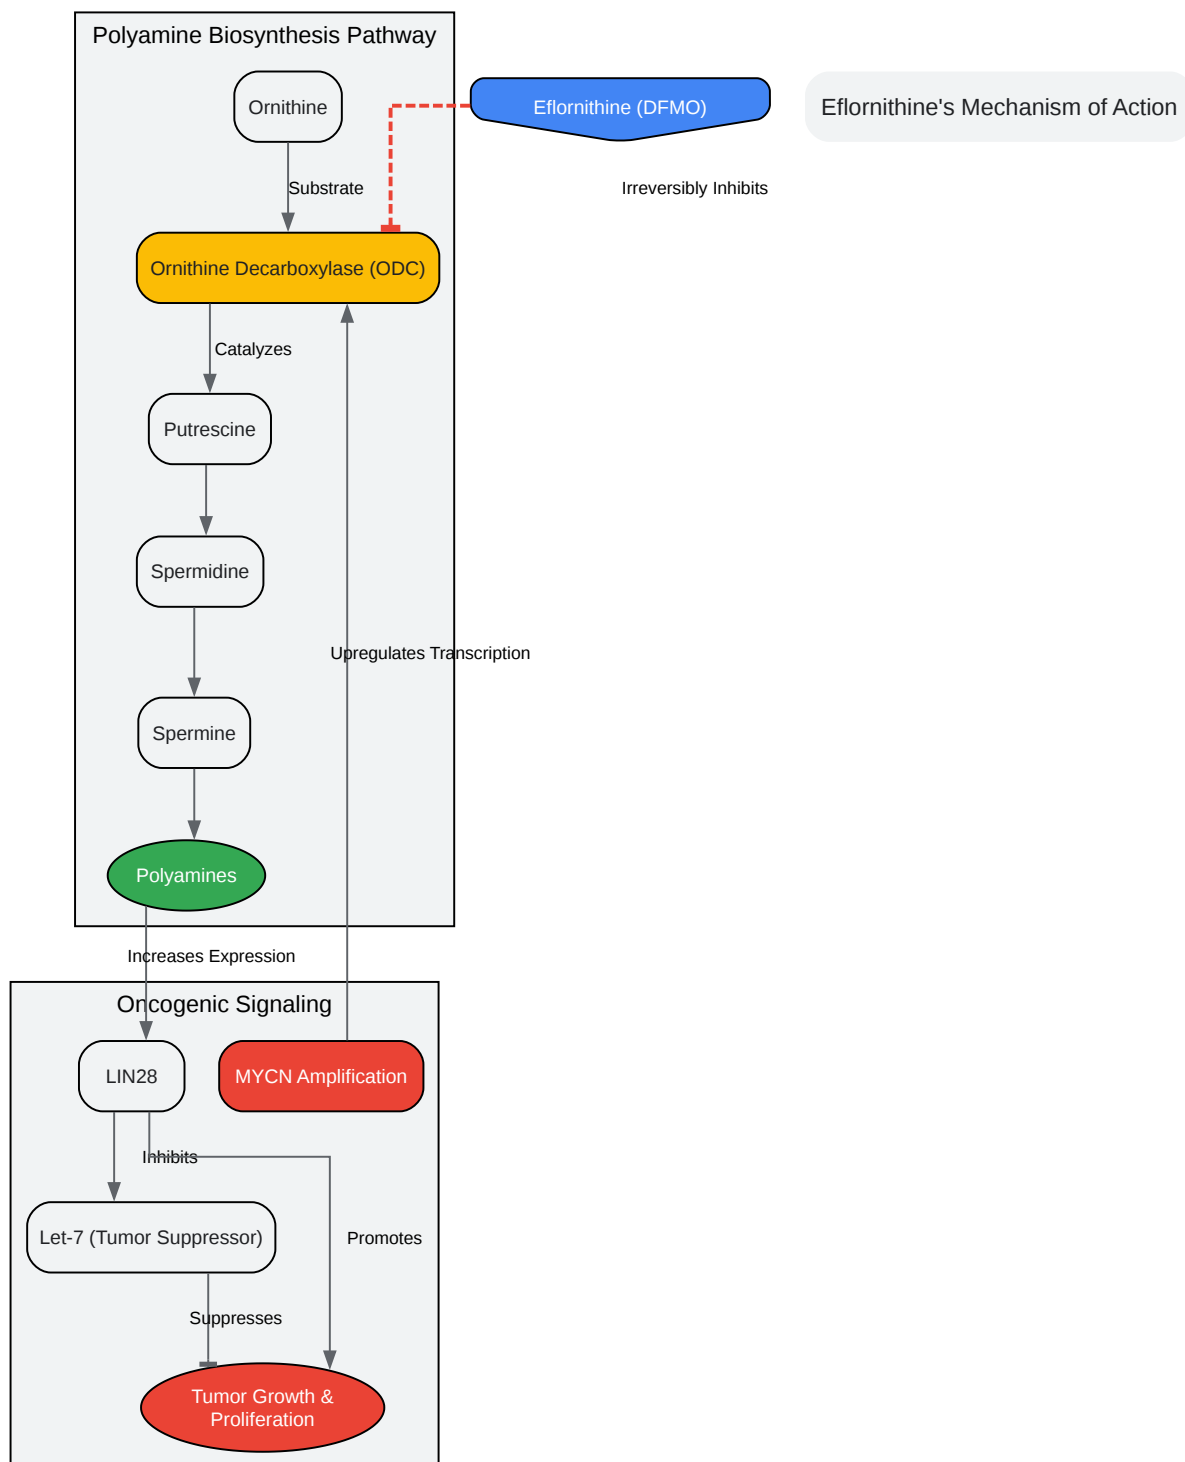 Polyamine Biosynthesis Pathway
Ornithine
Eflornithine (DFMO)
Eflornithine's Mechanism of Action
Substrate
Irreversibly Inhibits
Ornithine Decarboxylase (ODC)
Catalyzes
Putrescine
Spermidine
Upregulates Transcription
Spermine
Polyamines
Increases Expression
Oncogenic Signaling
LIN28
MYCN Amplification
Inhibits
Let-7 (Tumor Suppressor)
Promotes
Suppresses
Tumor Growth &
Proliferation